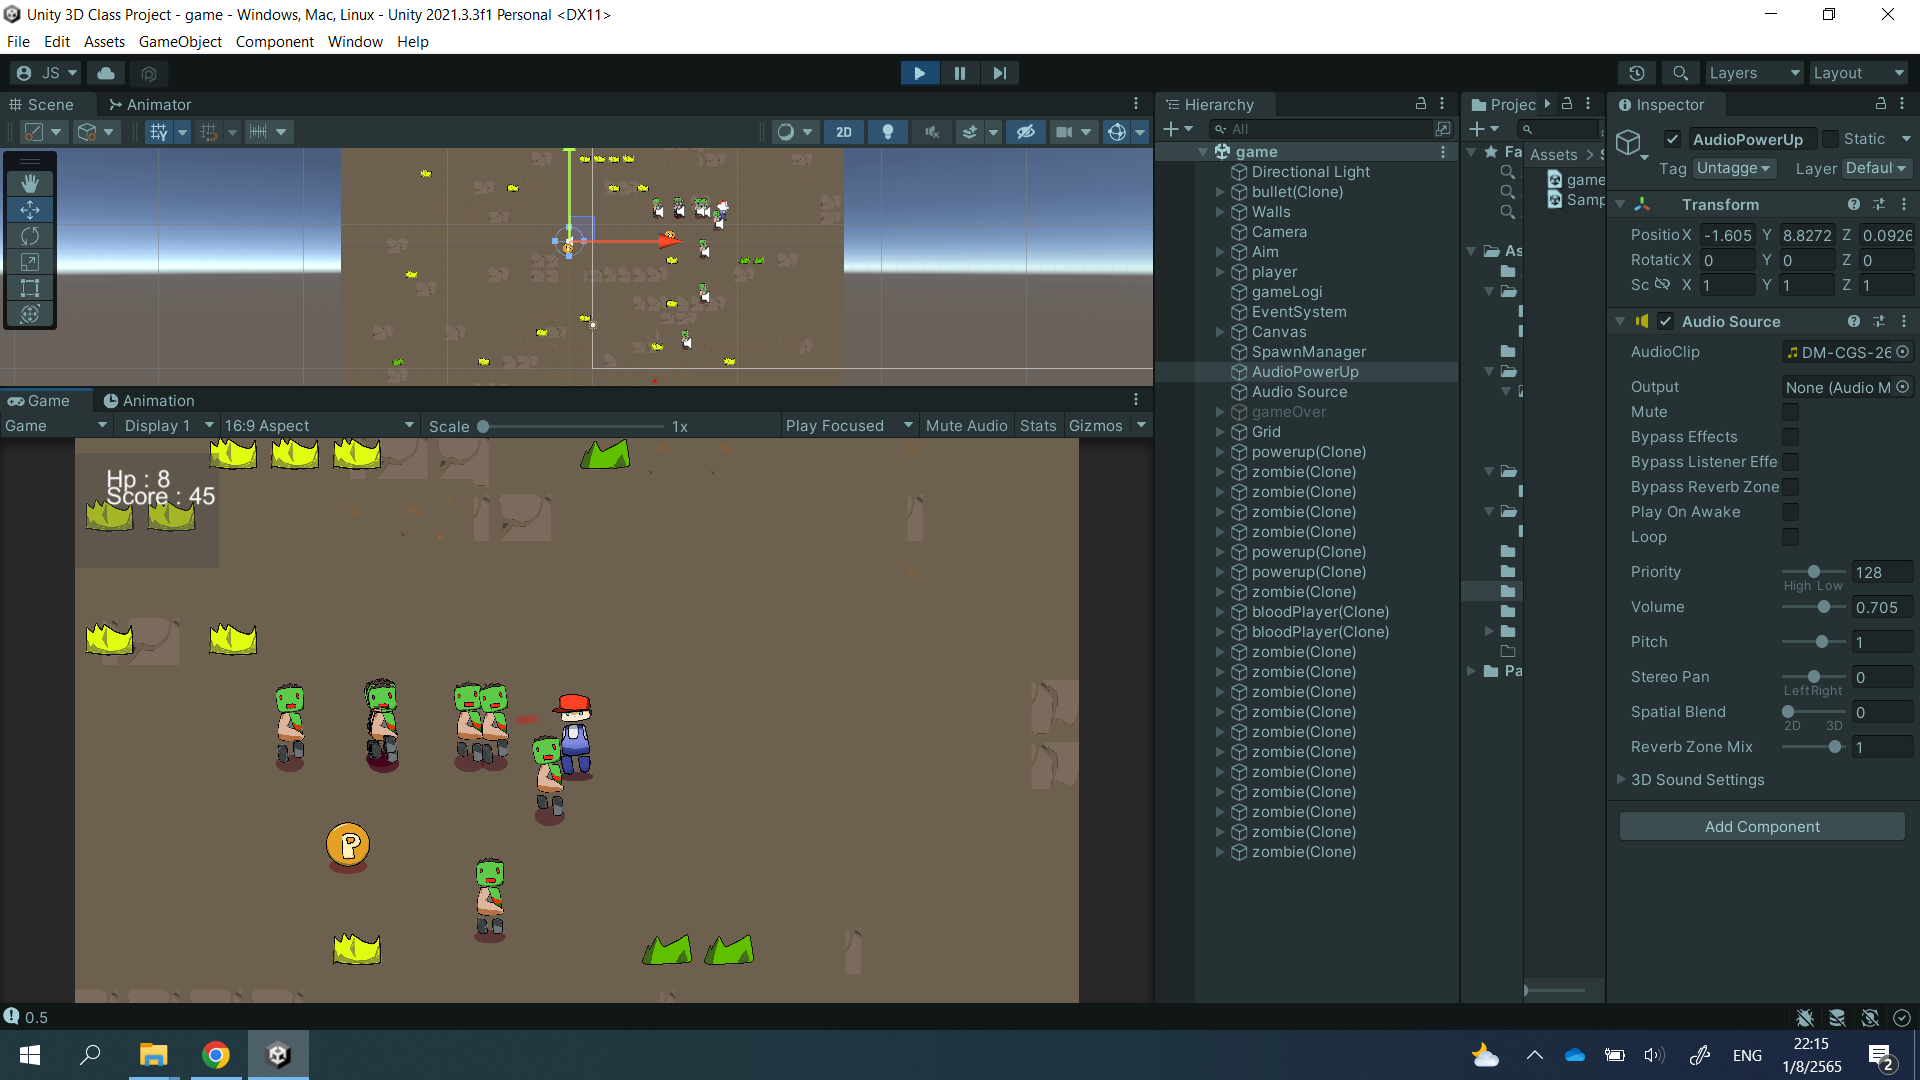 Unity 3D Class Project - game - Windows, Mac, Linux - Unity 2021.3.3f1 Personal <DX11>
File Edit Assets GameObject Component Window Help
JS
Layers Layout
Scene Animator
2D
Game Animation
Game Display 1 16:9 Aspect Scale 1x Play Focused Mute Audio Stats Gizmos
Hp : 8
Score : 45
P
Hierarchy
All
game
Directional Light
bullet(Clone)
Walls
Camera
Aim
player
gameLogi
EventSystem
Canvas
SpawnManager
AudioPowerUp
Audio Source
gameOver
Grid
powerup(Clone)
zombie(Clone)
zombie(Clone)
zombie(Clone)
zombie(Clone)
powerup(Clone)
powerup(Clone)
zombie(Clone)
bloodPlayer(Clone)
bloodPlayer(Clone)
zombie(Clone)
zombie(Clone)
zombie(Clone)
zombie(Clone)
zombie(Clone)
zombie(Clone)
zombie(Clone)
zombie(Clone)
zombie(Clone)
zombie(Clone)
zombie(Clone)
Projec
Fa
As
Pa
Assets > S
game
Samp
Inspector
AudioPowerUp Static
Tag Untagge Layer Defaul
Transform
Positio X -1.605 Y 8.8272 Z 0.0926
Rotatic X 0 Y 0 Z 0
Sc X 1 Y 1 Z 1
Audio Source
AudioClip DM-CGS-26
Output None (Audio M
Mute
Bypass Effects
Bypass Listener Effe
Bypass Reverb Zone
Play On Awake
Loop
Priority 128
High Low
Volume 0.705
Pitch 1
Stereo Pan 0
Left Right
Spatial Blend 0
2D 3D
Reverb Zone Mix 1
3D Sound Settings
Add Component
0.5
ENG
22:15
1/8/2565
2